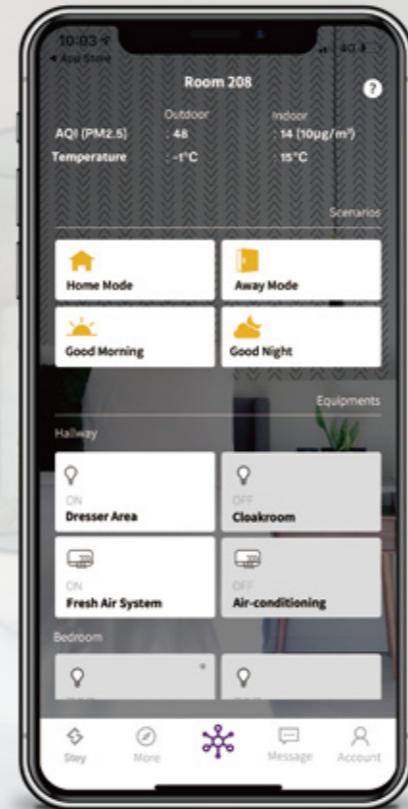 10:03
App Store
4G
Room 208
?
Outdoor Indoor
AQI (PM2.5) : 48 : 14 (10μg/m³)
Temperature : -1°C : 15°C
Scenarios
Home Mode Away Mode
Good Morning Good Night
Equipments
Hallway
ON OFF
Dresser Area Cloakroom
ON OFF
Fresh Air System Air-conditioning
Bedroom
Stey More Message Account